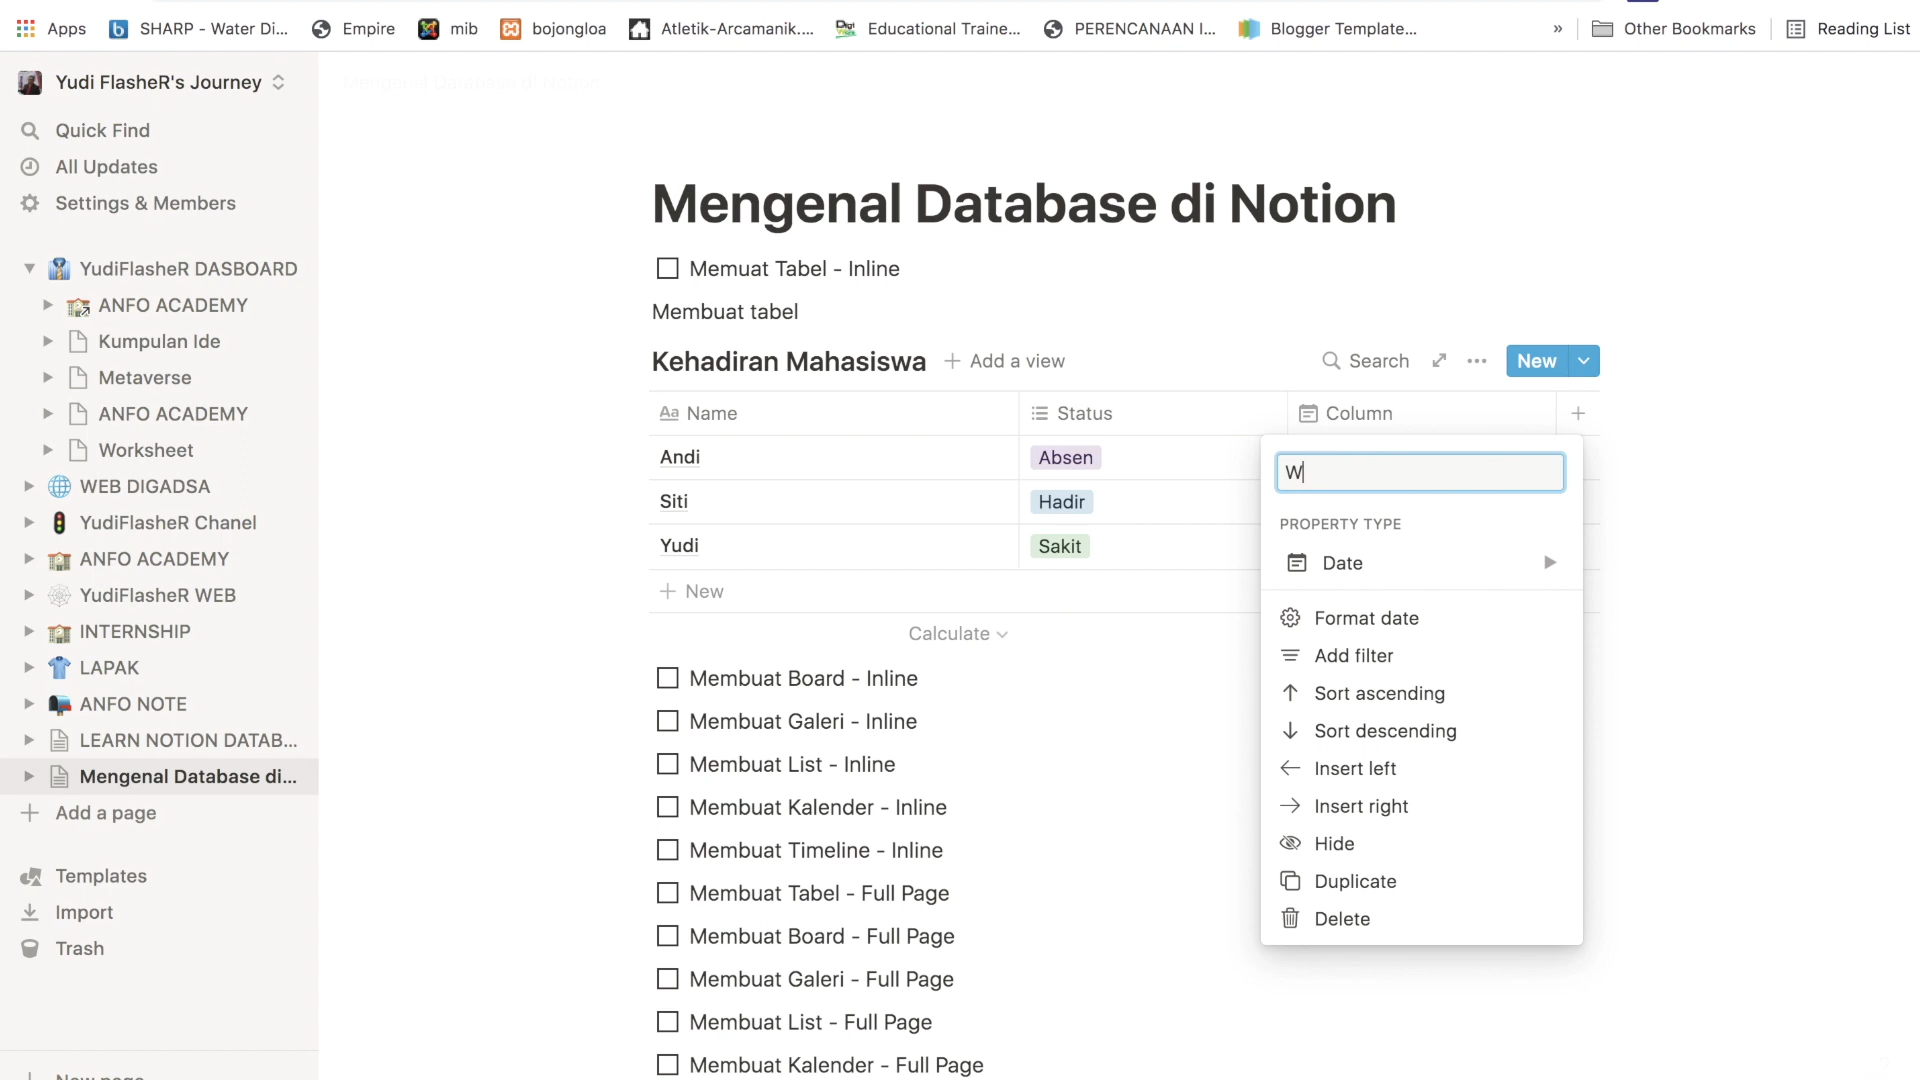 Apps SHARP - Water Di... Empire mib bojongloa Atletik-Arcamanik.... Educational Traine... PERENCANAAN I... Blogger Template... » Other Bookmarks Reading List
Yudi FlasheR's Journey
Quick Find
All Updates
Settings & Members
YudiFlasheR DASBOARD
ANFO ACADEMY
Kumpulan Ide
Metaverse
ANFO ACADEMY
Worksheet
WEB DIGADSA
YudiFlasheR Chanel
ANFO ACADEMY
YudiFlasheR WEB
INTERNSHIP
LAPAK
ANFO NOTE
LEARN NOTION DATAB...
Mengenal Database di...
Add a page
Templates
Import
Trash
New page
Mengenal Database di Notion
Mengenal Database di Notion
Memuat Tabel - Inline
Membuat tabel
Kehadiran Mahasiswa + Add a view Search New
Aa Name Status Column +
Andi Absen
Siti Hadir
Yudi Sakit
+ New
Calculate
W
PROPERTY TYPE
Date
Format date
Add filter
Sort ascending
Sort descending
Insert left
Insert right
Hide
Duplicate
Delete
Membuat Board - Inline
Membuat Galeri - Inline
Membuat List - Inline
Membuat Kalender - Inline
Membuat Timeline - Inline
Membuat Tabel - Full Page
Membuat Board - Full Page
Membuat Galeri - Full Page
Membuat List - Full Page
Membuat Kalender - Full Page